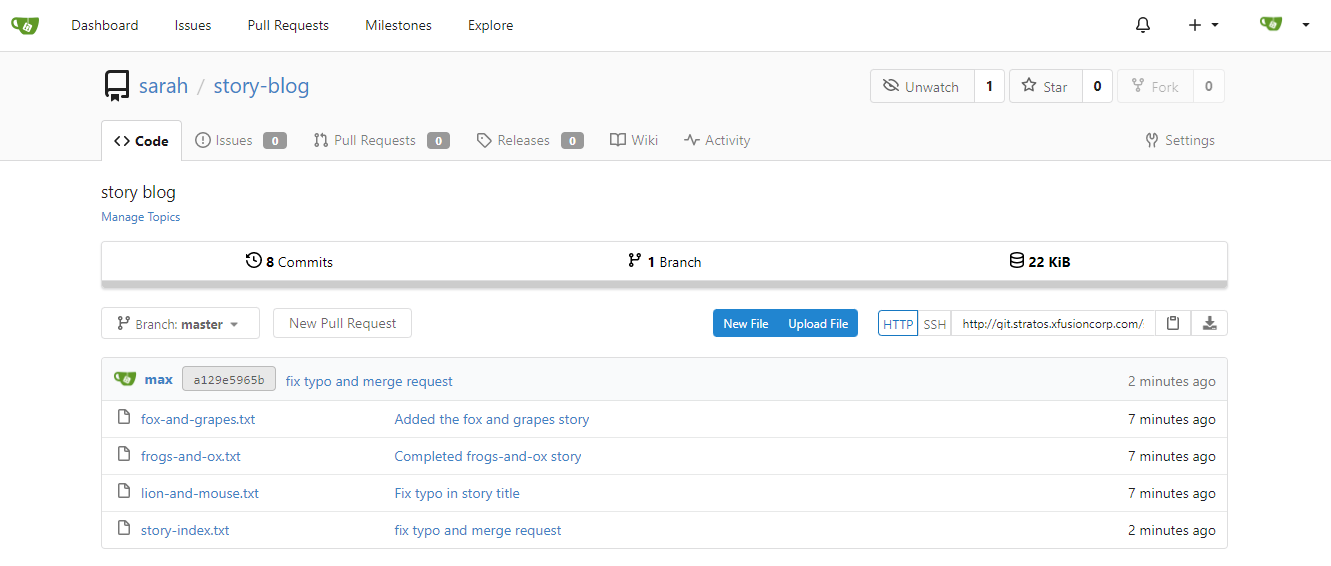 Dashboard Issues Pull Requests Milestones Explore
sarah / story-blog Unwatch 1 Star 0 Fork 0
Code Issues 0 Pull Requests 0 Releases 0 Wiki Activity Settings
story blog
Manage Topics
8 Commits 1 Branch 22 KiB
Branch: master New Pull Request New File Upload File HTTP SSH http://git.stratos.xfusioncorp.com/
max a129e5965b fix typo and merge request 2 minutes ago
fox-and-grapes.txt Added the fox and grapes story 7 minutes ago
frogs-and-ox.txt Completed frogs-and-ox story 7 minutes ago
lion-and-mouse.txt Fix typo in story title 7 minutes ago
story-index.txt fix typo and merge request 2 minutes ago